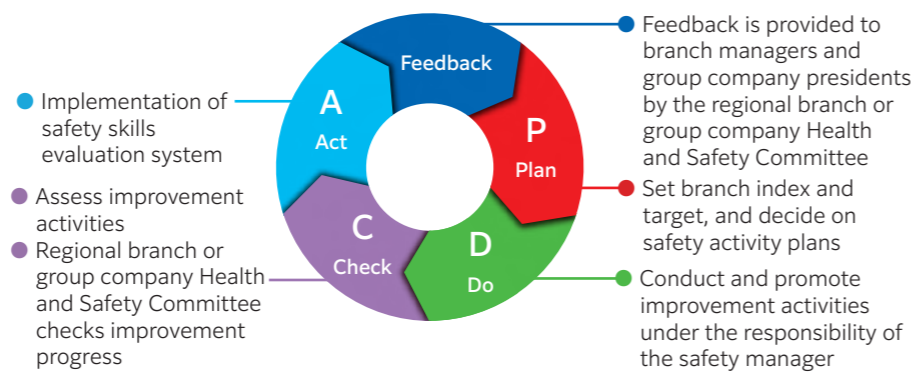 Feedback
P
Plan
D
Do
C
Check
A
Act
Feedback is provided to
branch managers and
group company presidents
by the regional branch or
group company Health
and Safety Committee
Set branch index and
target, and decide on
safety activity plans
Conduct and promote
improvement activities
under the responsibility of
the safety manager
Assess improvement
activities
Regional branch or
group company Health
and Safety Committee
checks improvement
progress
Implementation of
safety skills
evaluation system